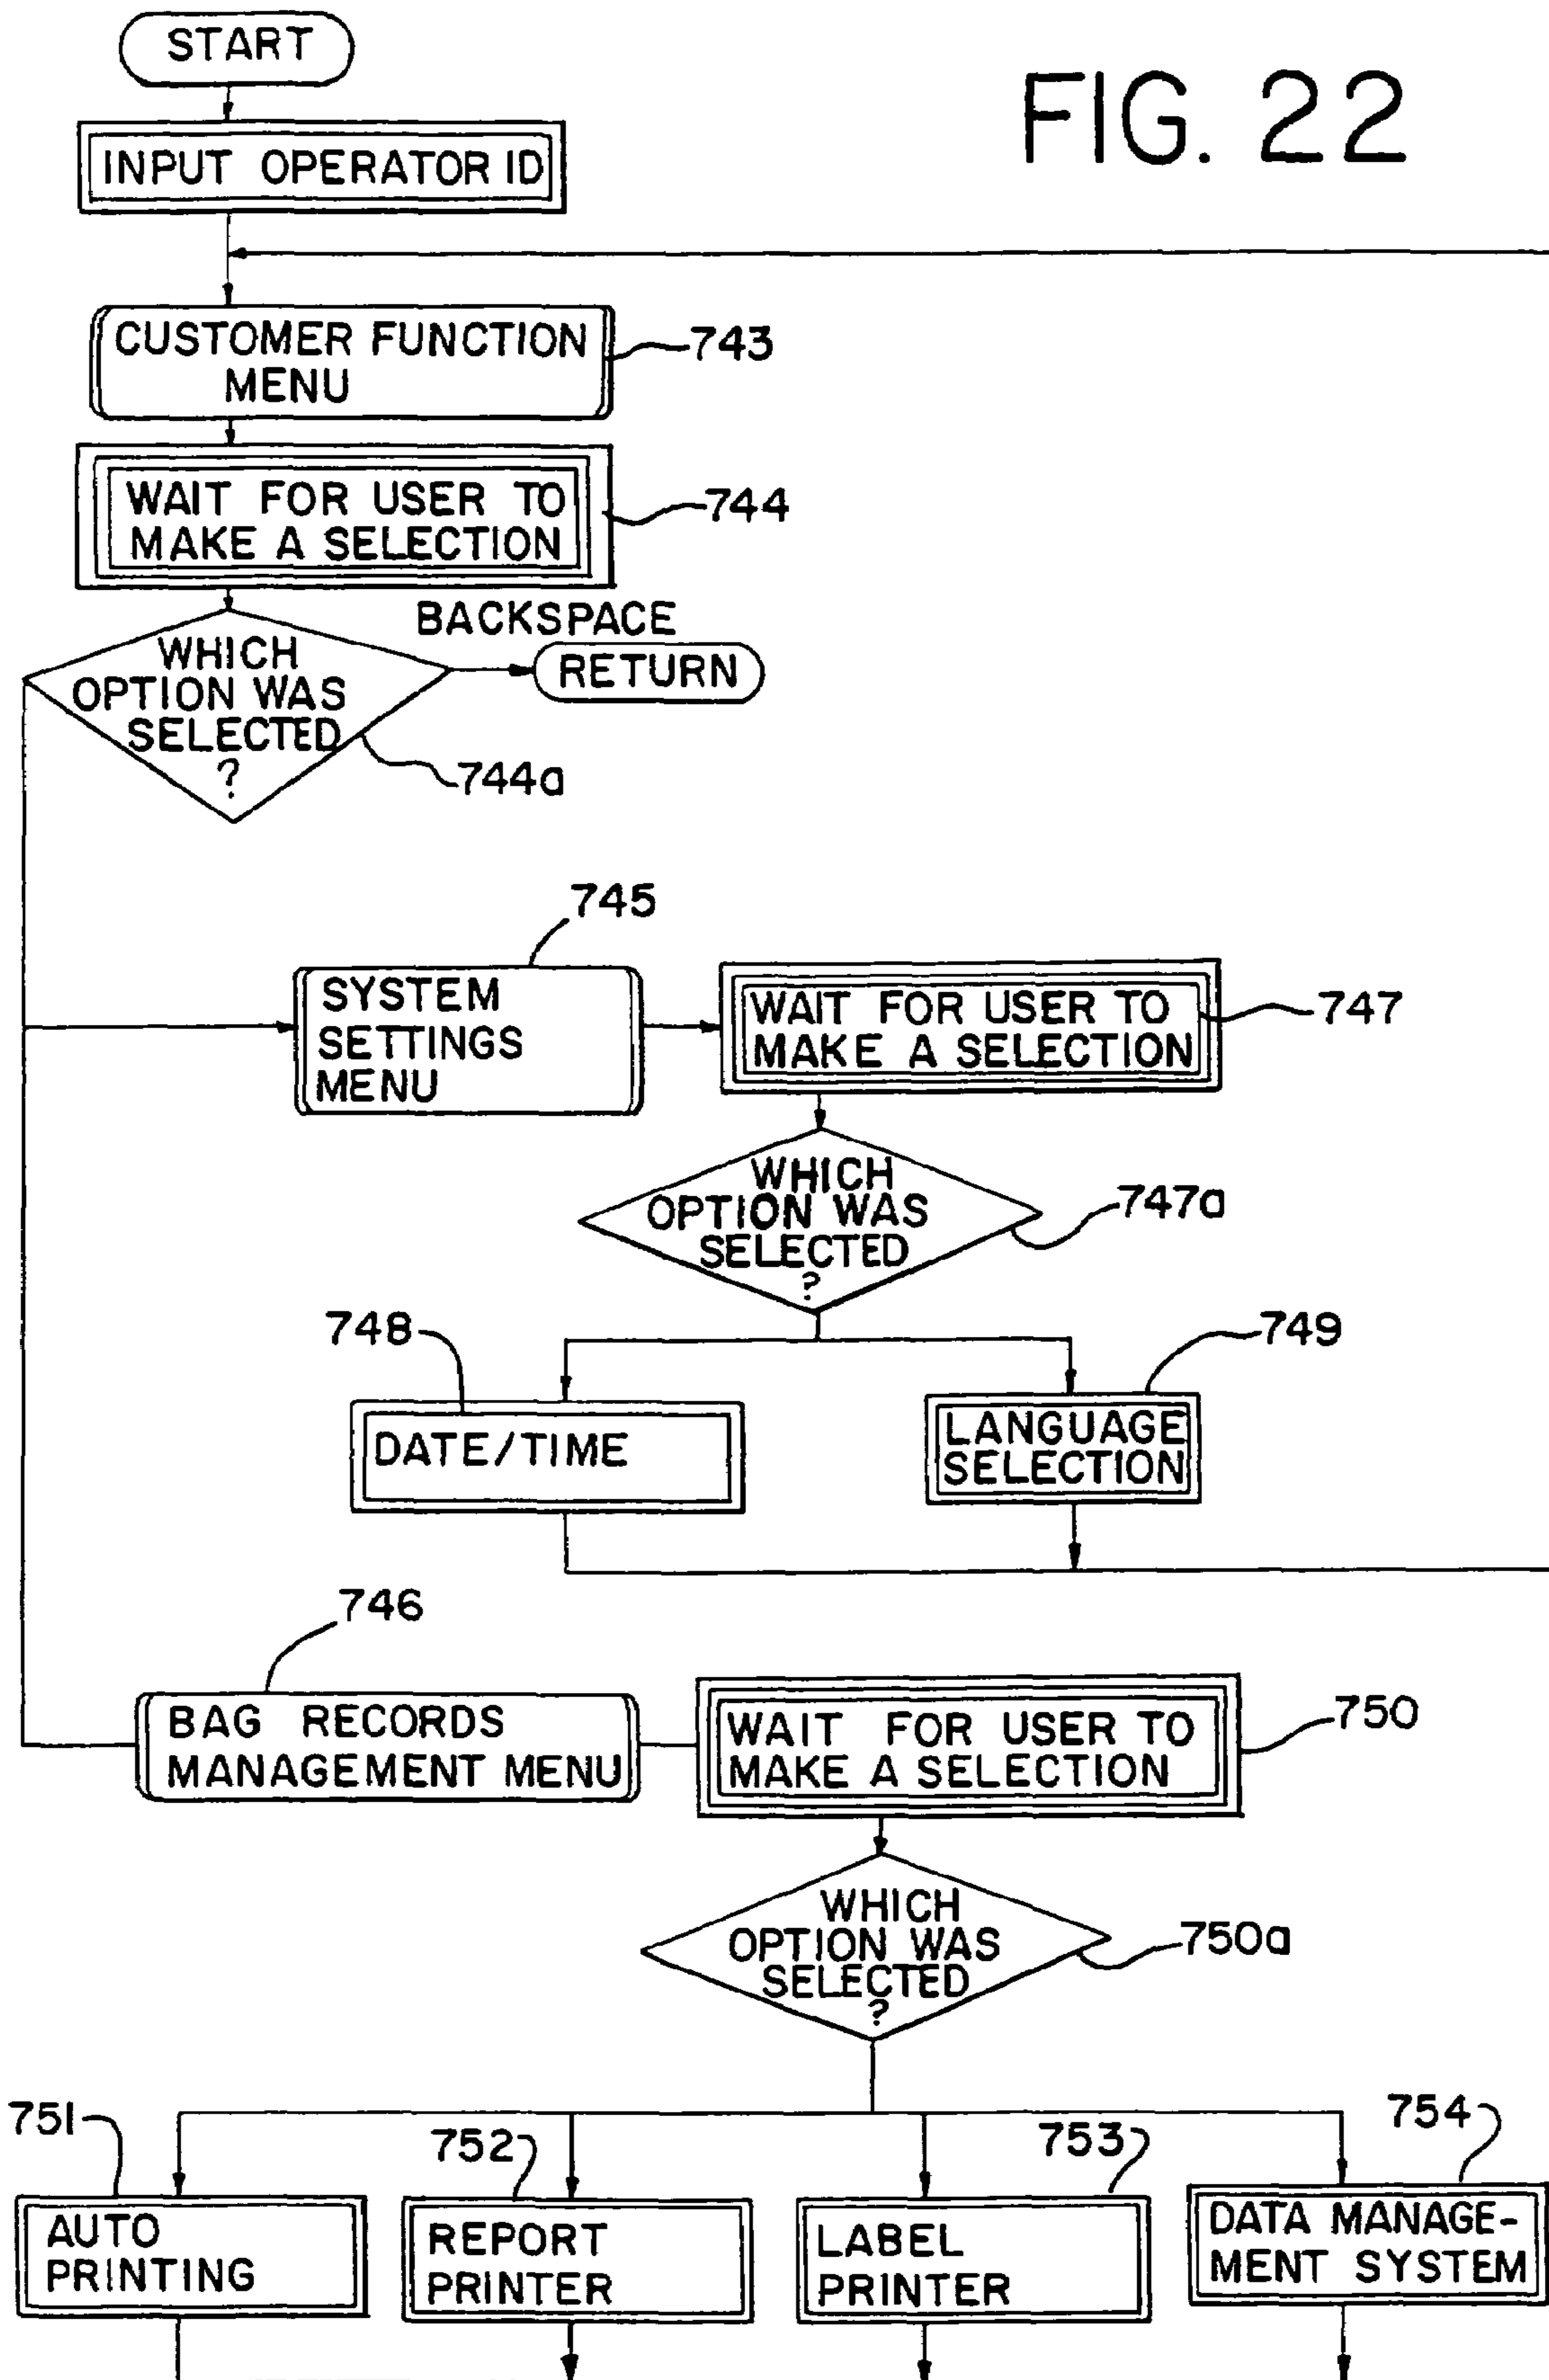 START
FIG. 22
INPUT OPERATOR ID
CUSTOMER FUNCTION
MENU
743
WAIT FOR USER TO
MAKE A SELECTION
744
BACKSPACE
WHICH
OPTION WAS
SELECTED
?
RETURN
744a
745
SYSTEM
SETTINGS
MENU
WAIT FOR USER TO
MAKE A SELECTION
747
WHICH
OPTION WAS
SELECTED
?
747a
748
749
DATE/TIME
LANGUAGE
SELECTION
746
BAG RECORDS
MANAGEMENT MENU
WAIT FOR USER TO
MAKE A SELECTION
750
WHICH
OPTION WAS
SELECTED
?
750a
751
752
753
754
AUTO
PRINTING
REPORT
PRINTER
LABEL
PRINTER
DATA MANAGE-
MENT SYSTEM